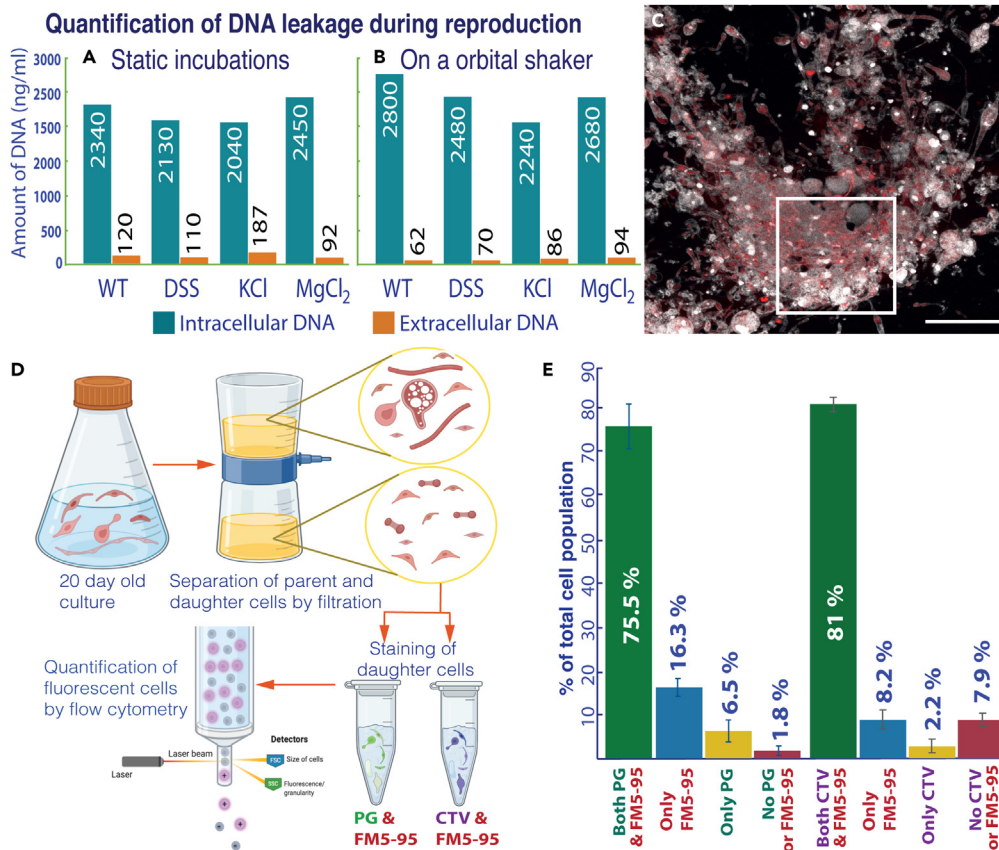 Quantification of DNA leakage during reproduction
A Static incubations
B On a orbital shaker
C
Amount of DNA (ng/ml)
3000
2500
1500
2000
1000
500
0
2340
120
2130
110
2040
187
2450
92
2800
62
2480
70
2240
86
2680
94
WT DSS KCl MgCl2
WT DSS KCl MgCl2
Intracellular DNA
Extracellular DNA
D
20 day old
culture
Separation of parent and
daughter cells by filtration
Staining of
daughter cells
Quantification of
fluorescent cells
by flow cytometry
Laser
Laser beam
Detectors
FSC Size of cells
SSC Fluorescence/
granularity
PG &
FM5-95
CTV &
FM5-95
E
% of total cell population
90
80
70
60
50
40
30
20
10
75.5 %
16.3 %
6.5 %
1.8 %
81 %
8.2 %
2.2 %
7.9 %
Both PG
& FM5-95
Only
FM5-95
Only PG
No PG
or FM5-95
Both CTV
& FM5-95
Only
FM5-95
Only CTV
No CTV
or FM5-95